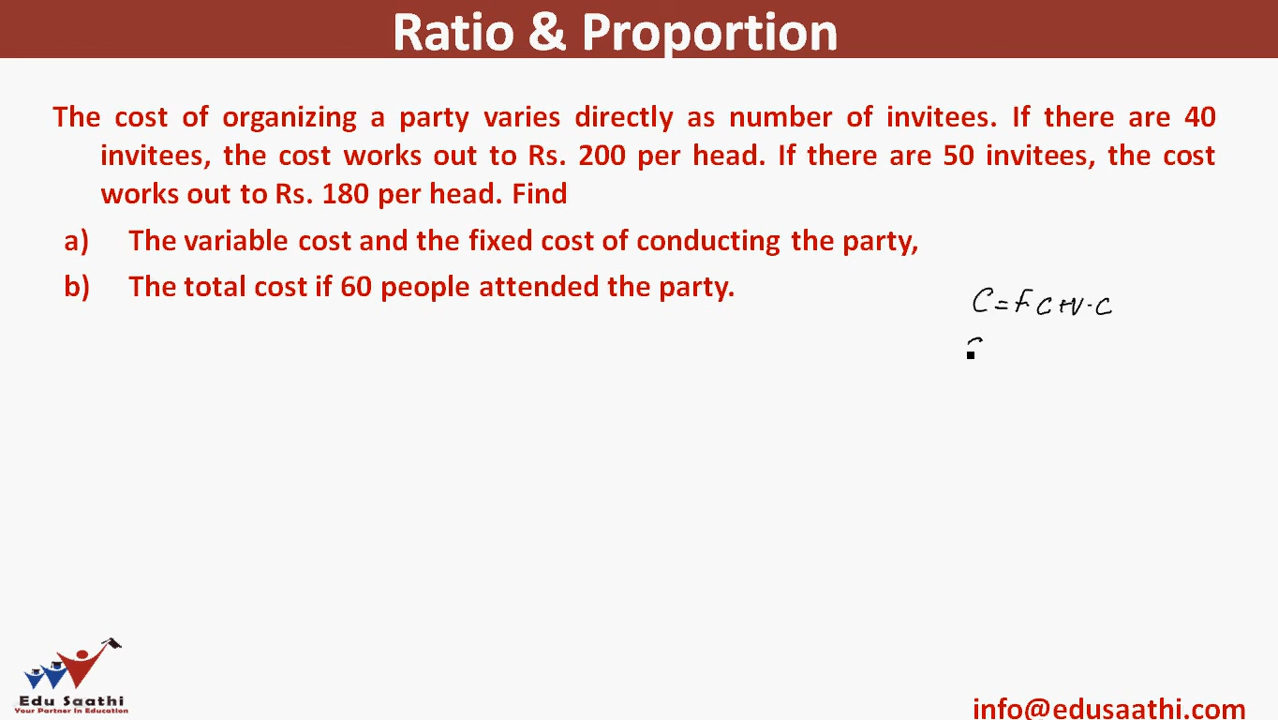 Ratio & Proportion
The cost of organizing a party varies directly as number of invitees. If there are 40
invitees, the cost works out to Rs. 200 per head. If there are 50 invitees, the cost
works out to Rs. 180 per head. Find
a) The variable cost and the fixed cost of conducting the party,
b) The total cost if 60 people attended the party.
C = F C + V . C
Edu Saathi
Your Partner In Education
info@edusaathi.com